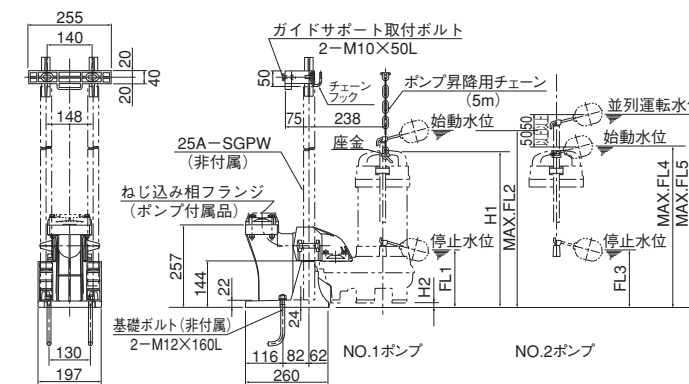 255
140
20
20
40
148
ガイドサポート取付ボルト
2−M10×50L
50
チェーン
フック
ポンプ昇降用チェーン
(5m)
75
238
始動水位
座金
25A−SGPW
(非付属)
ねじ込み相フランジ
(ポンプ付属品)
257
144
22
24
基礎ボルト(非付属)
2−M12×160L
116
82
62
260
130
197
H1
H2
MAX.FL2
停止水位
FL1
NO.1ポンプ
50
50
並列運転水位
始動水位
停止水位
FL3
MAX.FL4
MAX.FL5
NO.2ポンプ